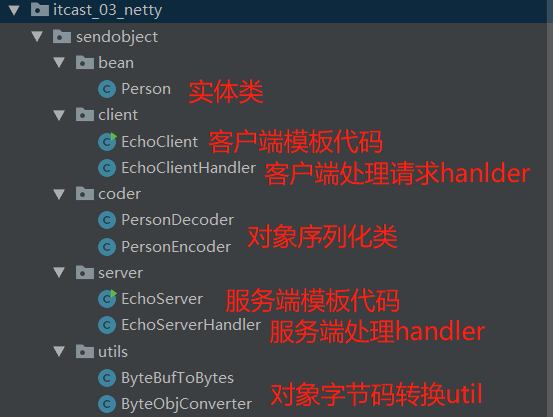 itcast_03_netty
sendobject
bean
Person 实体类
client
EchoClient 客户端模板代码
EchoClientHandler 客户端处理请求hanlder
coder
PersonDecoder
PersonEncoder 对象序列化类
server
EchoServer 服务端模板代码
EchoServerHandler 服务端处理handler
utils
ByteBufToBytes
ByteObjConverter 对象字节码转换util